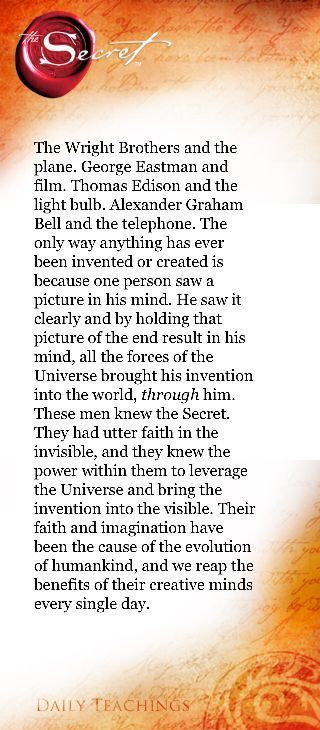 the
Secret™
The Wright Brothers and the
plane. George Eastman and
film. Thomas Edison and the
light bulb. Alexander Graham
Bell and the telephone. The
only way anything has ever
been invented or created is
because one person saw a
picture in his mind. He saw it
clearly and by holding that
picture of the end result in his
mind, all the forces of the
Universe brought his invention
into the world, through him.
These men knew the Secret.
They had utter faith in the
invisible, and they knew the
power within them to leverage
the Universe and bring the
invention into the visible. Their
faith and imagination have
been the cause of the evolution
of humankind, and we reap the
benefits of their creative minds
every single day.
Daily Teachings